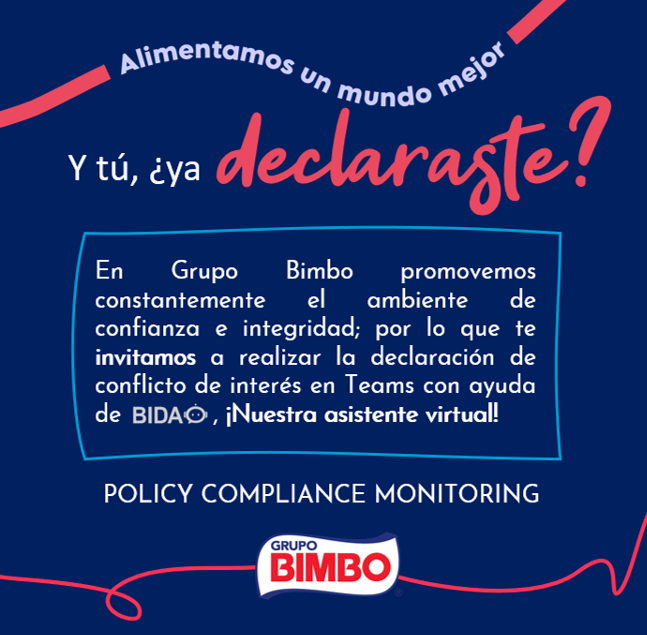 Alimentamos un mundo mejor
Y tú, ¿ya declaraste?
En Grupo Bimbo promovemos
constantemente el ambiente de
confianza e integridad; por lo que te
invitamos a realizar la declaración de
conflicto de interés en Teams con ayuda
de BIDA , ¡Nuestra asistente virtual!
POLICY COMPLIANCE MONITORING
GRUPO
BIMBO